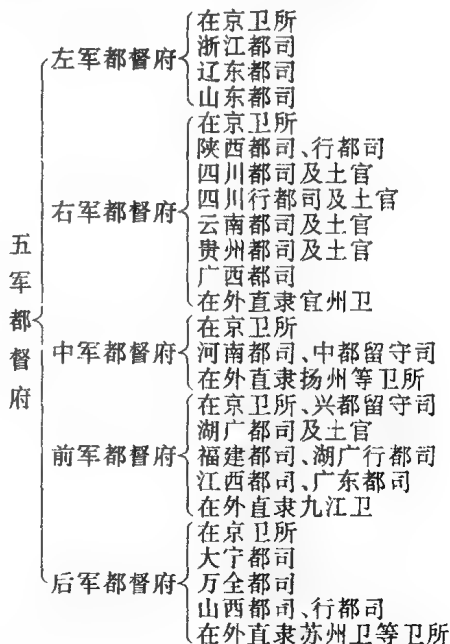 五军都督府
左军都督府
在京卫所
浙江都司
辽东都司
山东都司
右军都督府
在京卫所
陕西都司、行都司
四川都司及土官
四川行都司及土官
云南都司及土官
贵州都司及土官
广西都司
在外直隶宣州卫
中军都督府
在京卫所
河南都司、中都留守司
在外直隶扬州等卫所
前军都督府
在京卫所、兴都留守司
湖广都司及土官
福建都司、湖广行都司
江西都司、广东都司
在外直隶九江卫
后军都督府
在京卫所
大宁都司
万全都司
山西都司、行都司
在外直隶苏州卫等卫所